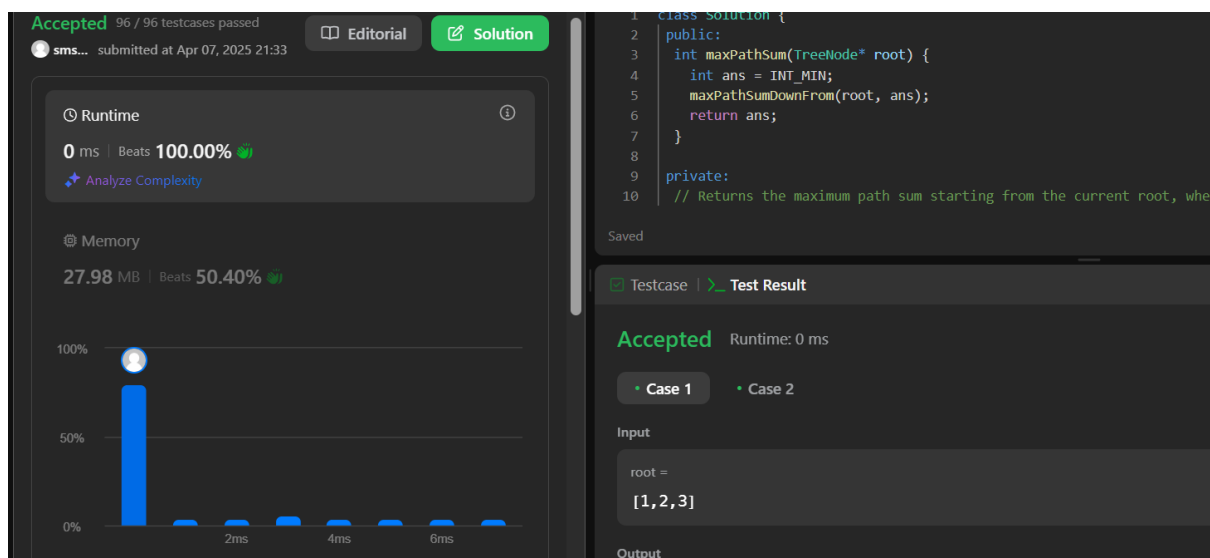 Accepted 96 / 96 testcases passed
sms... submitted at Apr 07, 2025 21:33
Editorial
Solution
Runtime
0 ms | Beats 100.00%
Analyze Complexity
Memory
27.98 MB | Beats 50.40%
100%
50%
0%
2ms 4ms 6ms
1 class Solution {
2 public:
3 int maxPathSum(TreeNode* root) {
4 int ans = INT_MIN;
5 maxPathSumDownFrom(root, ans);
6 return ans;
7 }
8
9 private:
10 // Returns the maximum path sum starting from the current root, whe
Saved
Testcase | >_ Test Result
Accepted Runtime: 0 ms
• Case 1 • Case 2
Input
root =
[1,2,3]
Output